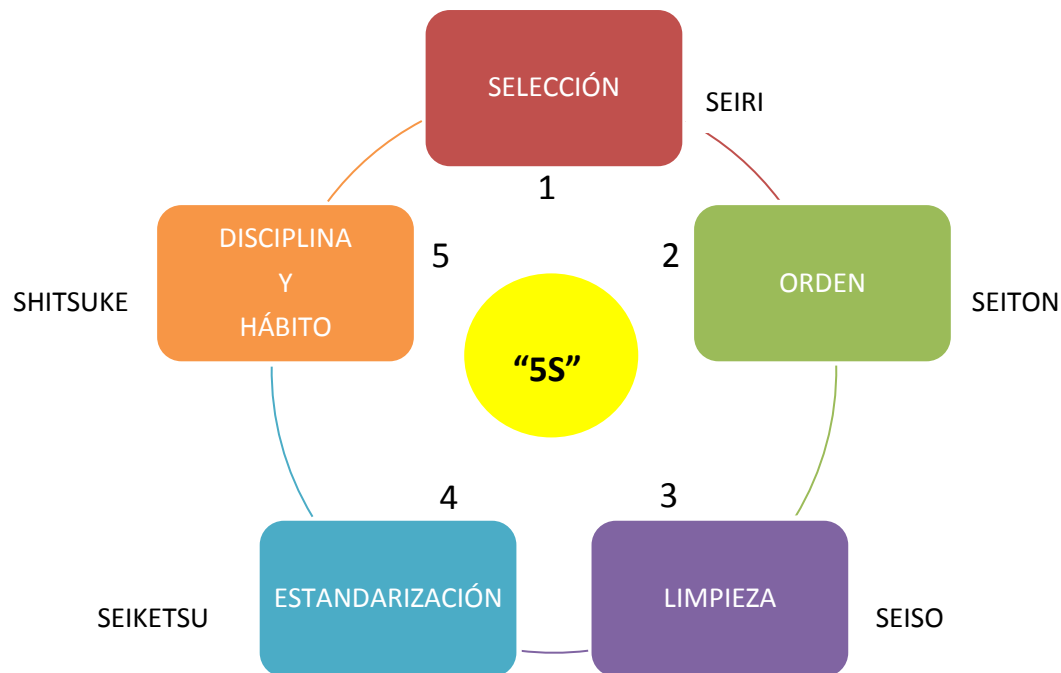 SELECCIÓN
SEIRI
1
DISCIPLINA
Y
HÁBITO
5
SHITSUKE
2
ORDEN
SEITON
“5S”
4
ESTANDARIZACIÓN
SEIKETSU
3
LIMPIEZA
SEISO